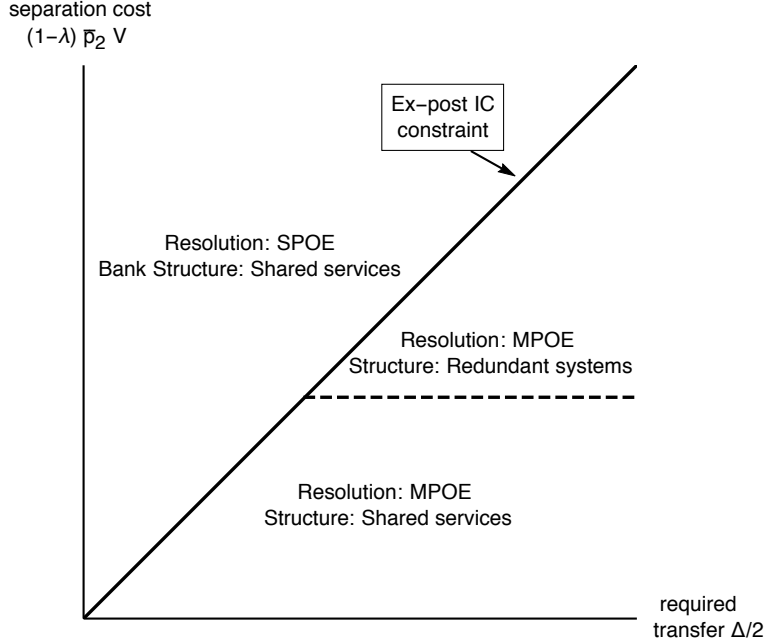 separation cost
(1−λ) p̅₂ V
Ex−post IC
constraint
Resolution: SPOE
Bank Structure: Shared services
Resolution: MPOE
Structure: Redundant systems
Resolution: MPOE
Structure: Shared services
required
transfer Δ/2